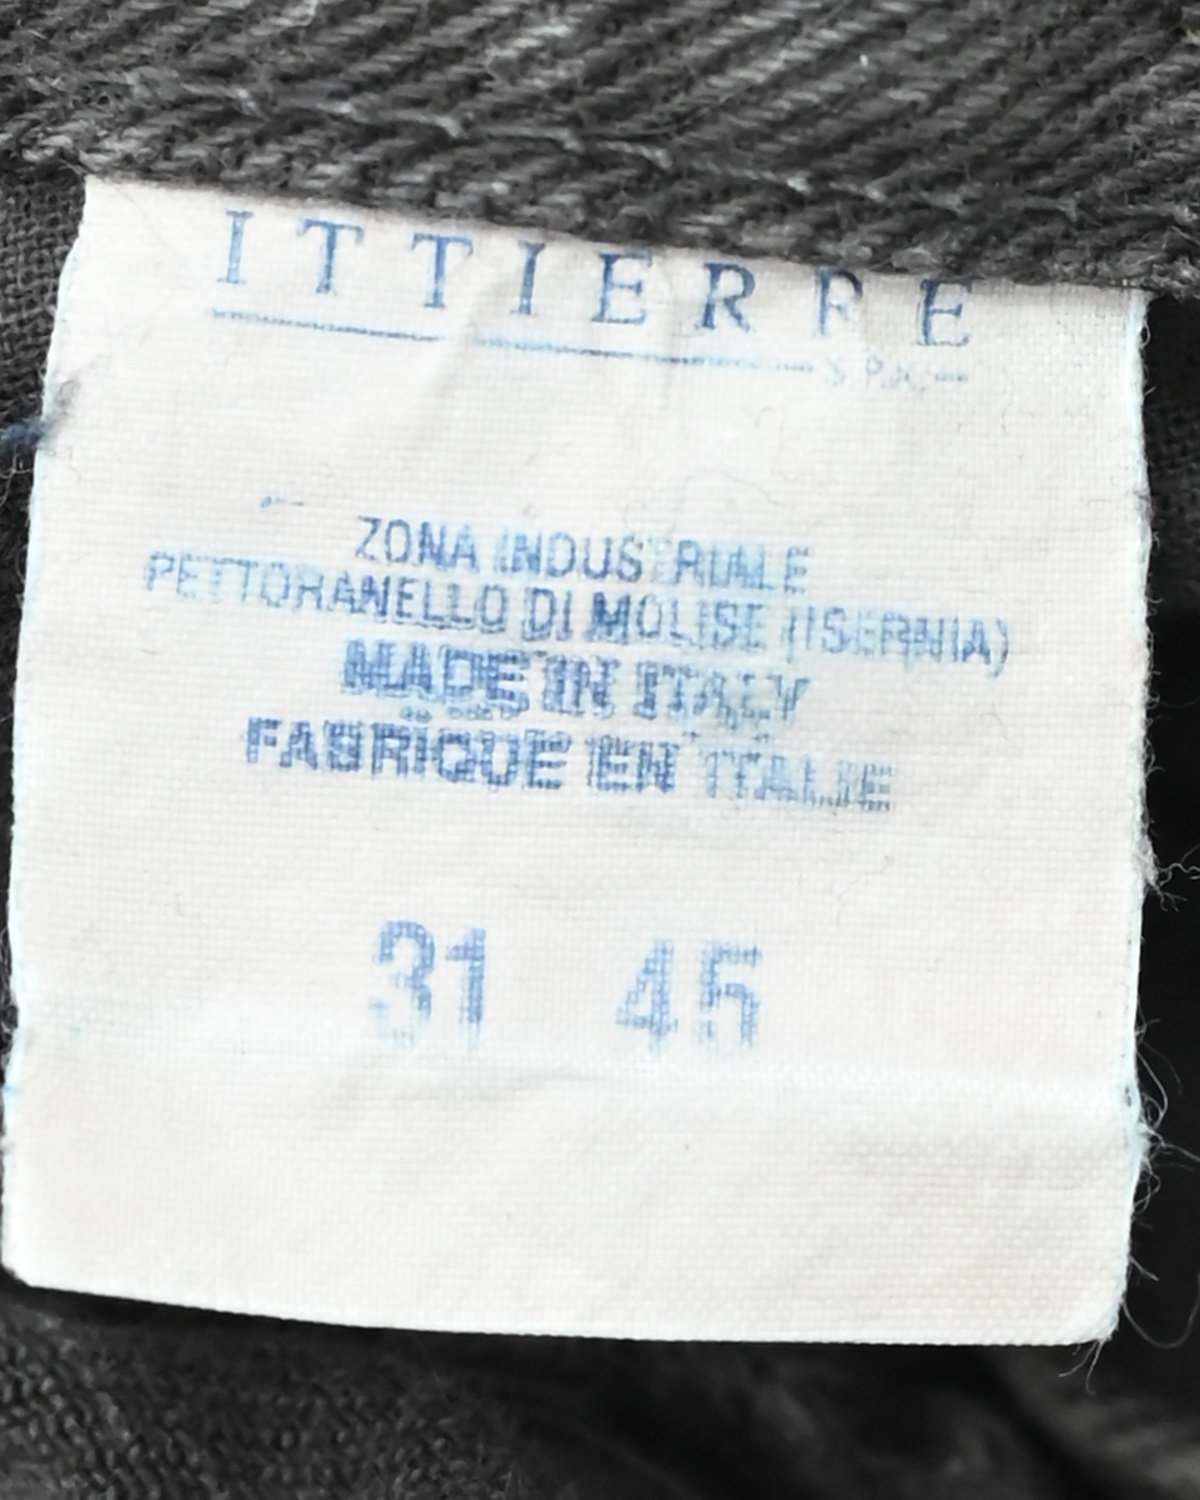 ITTIERRE
S.P.A.
ZONA INDUSTRIALE
PETTORANELLO DI MOLISE (ISERNIA)
MADE IN ITALY
FABRIQUE EN ITALIE
31 45